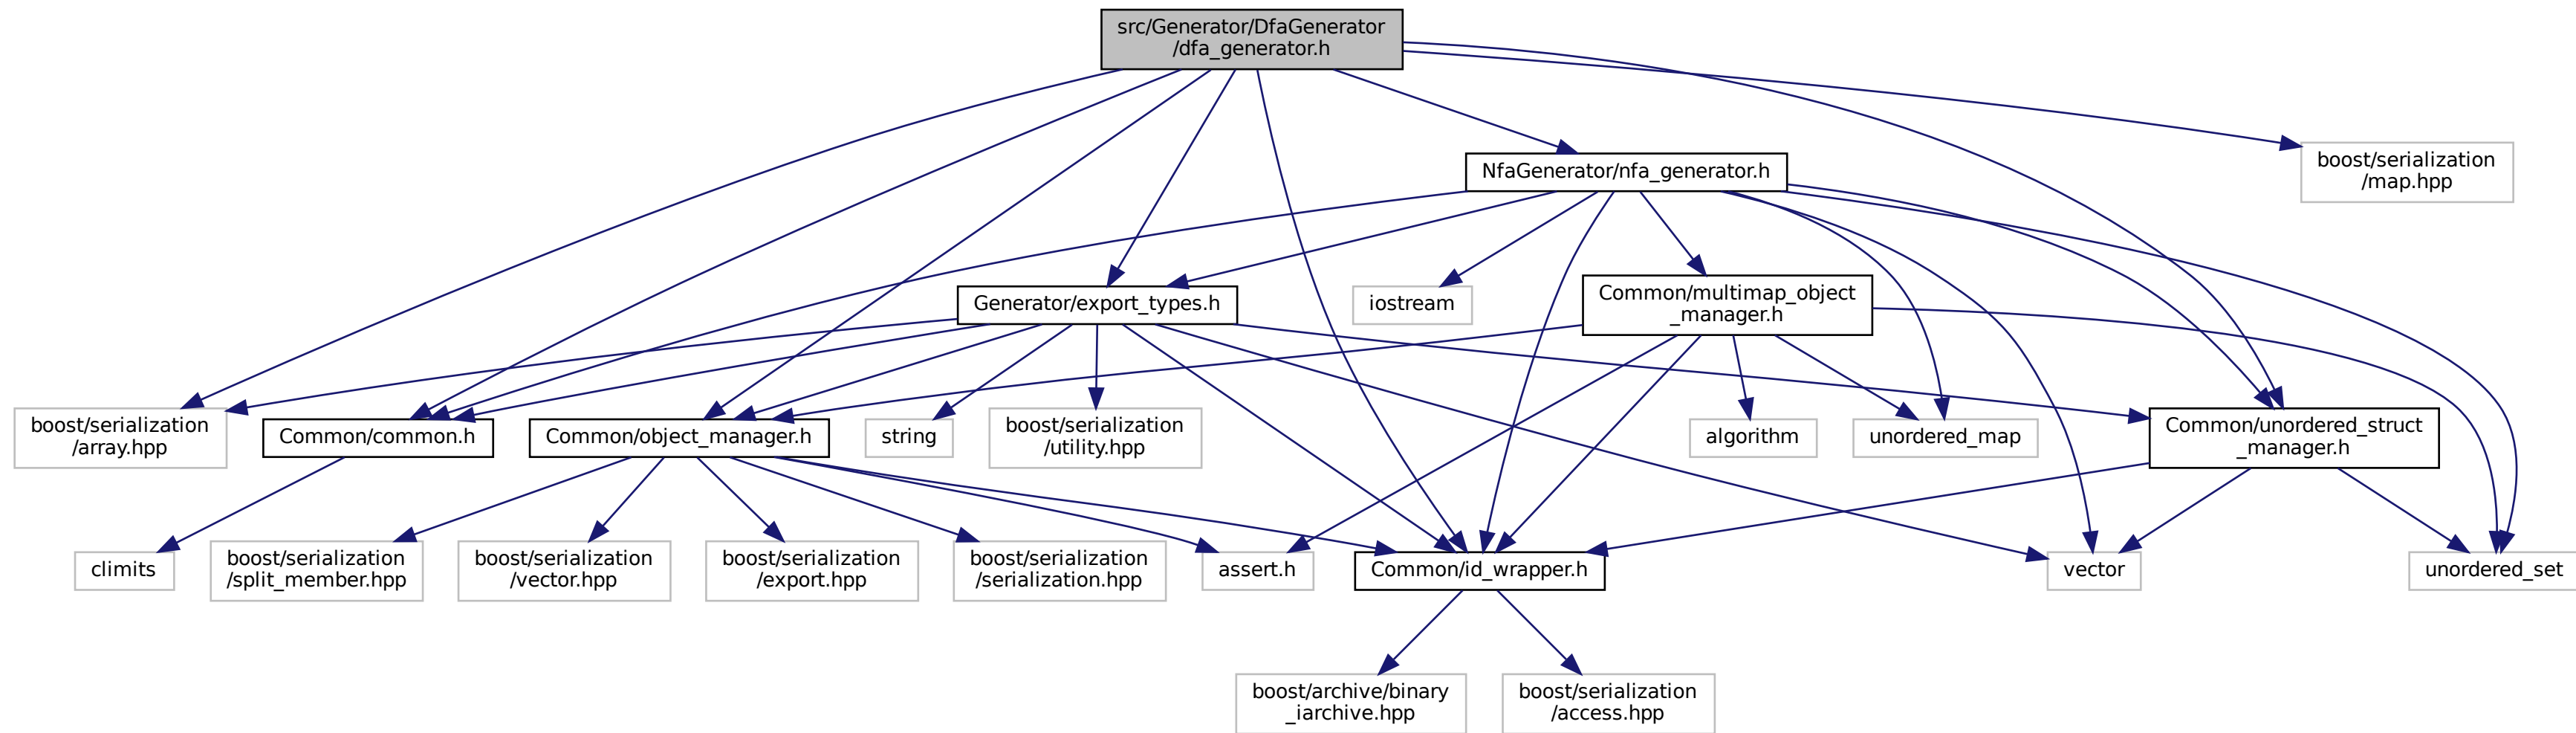 src/Generator/DfaGenerator
/dfa_generator.h
boost/serialization
/map.hpp
NfaGenerator/nfa_generator.h
Generator/export_types.h
iostream
Common/multimap_object
_manager.h
boost/serialization
/array.hpp
Common/common.h
Common/object_manager.h
string
boost/serialization
/utility.hpp
algorithm
unordered_map
Common/unordered_struct
_manager.h
climits
boost/serialization
/split_member.hpp
boost/serialization
/vector.hpp
boost/serialization
/export.hpp
boost/serialization
/serialization.hpp
assert.h
Common/id_wrapper.h
vector
unordered_set
boost/archive/binary
_iarchive.hpp
boost/serialization
/access.hpp